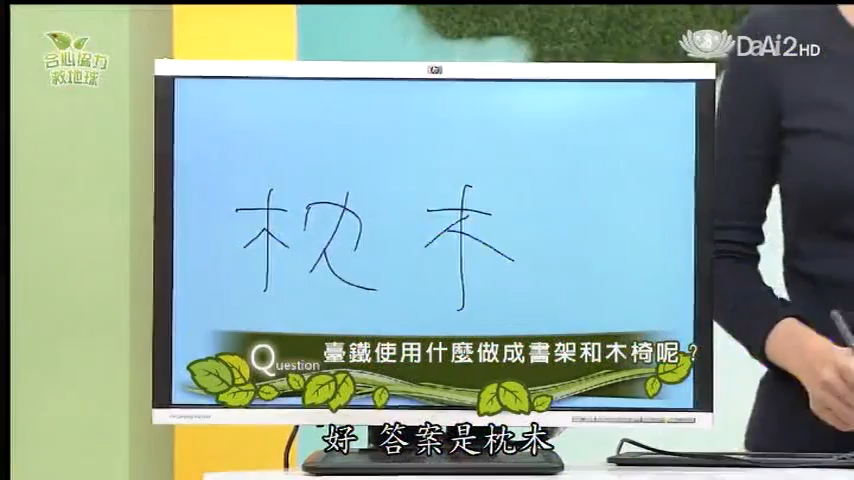 合心協力
救地球
DaAi2HD
枕木
Question 臺鐵使用什麼做成書架和木椅呢?
好 答案是枕木